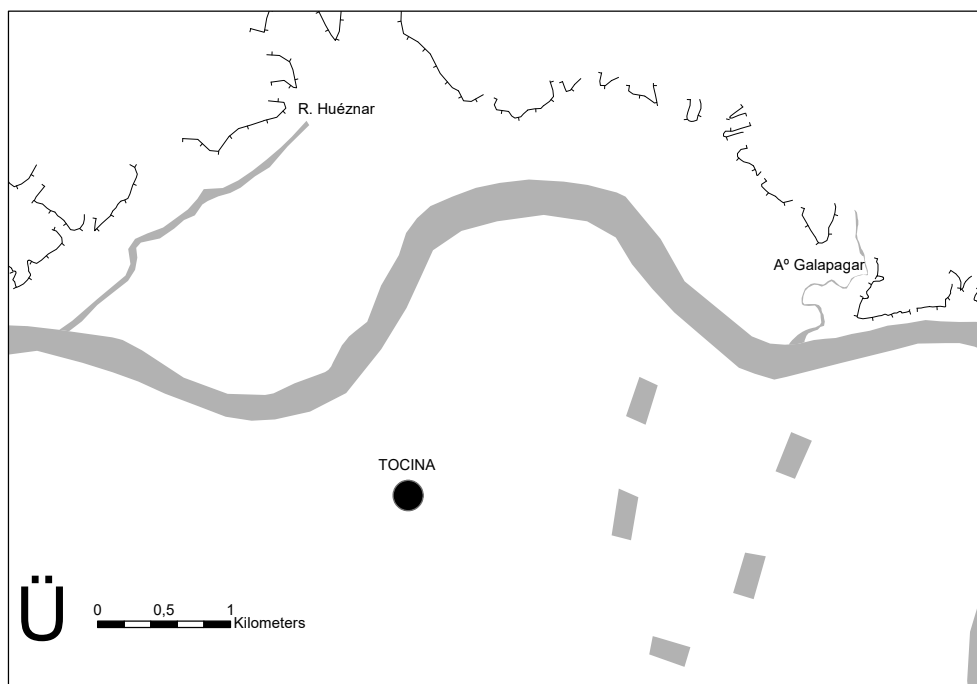 R. Huéznar
Aº Galapagar
TOCINA
Ü
0 0,5 1
Kilometers